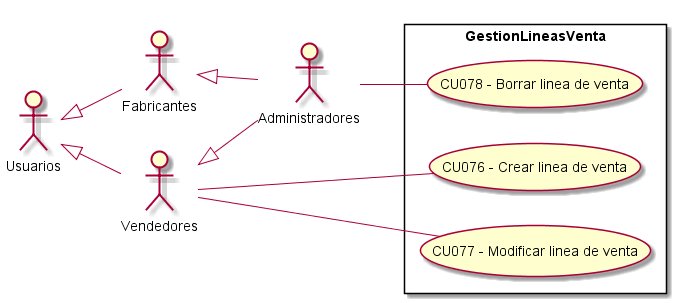 GestionLineasVenta
CU078 - Borrar linea de venta
Fabricantes
Administradores
Usuarios
CU076 - Crear linea de venta
Vendedores
CU077 - Modificar linea de venta